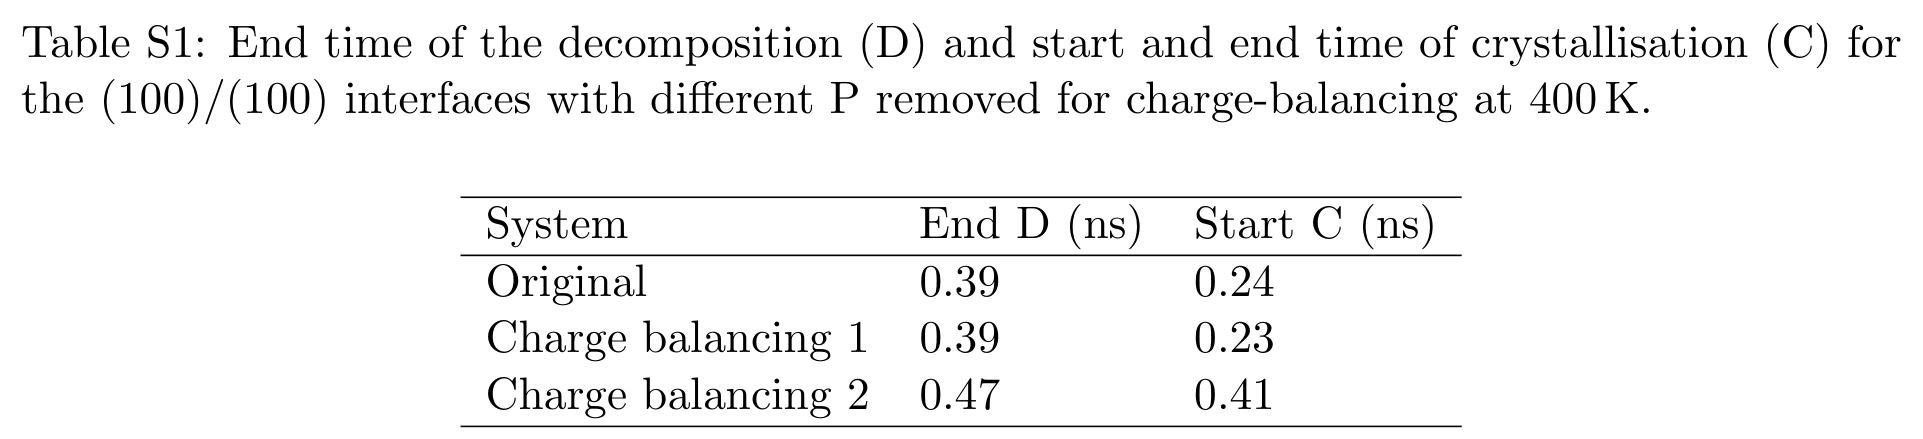 Table S1: End time of the decomposition (D) and start and end time of crystallisation (C) for
the (100)/(100) interfaces with different P removed for charge-balancing at 400 K.
System End D (ns) Start C (ns)
Original 0.39 0.24
Charge balancing 1 0.39 0.23
Charge balancing 2 0.47 0.41